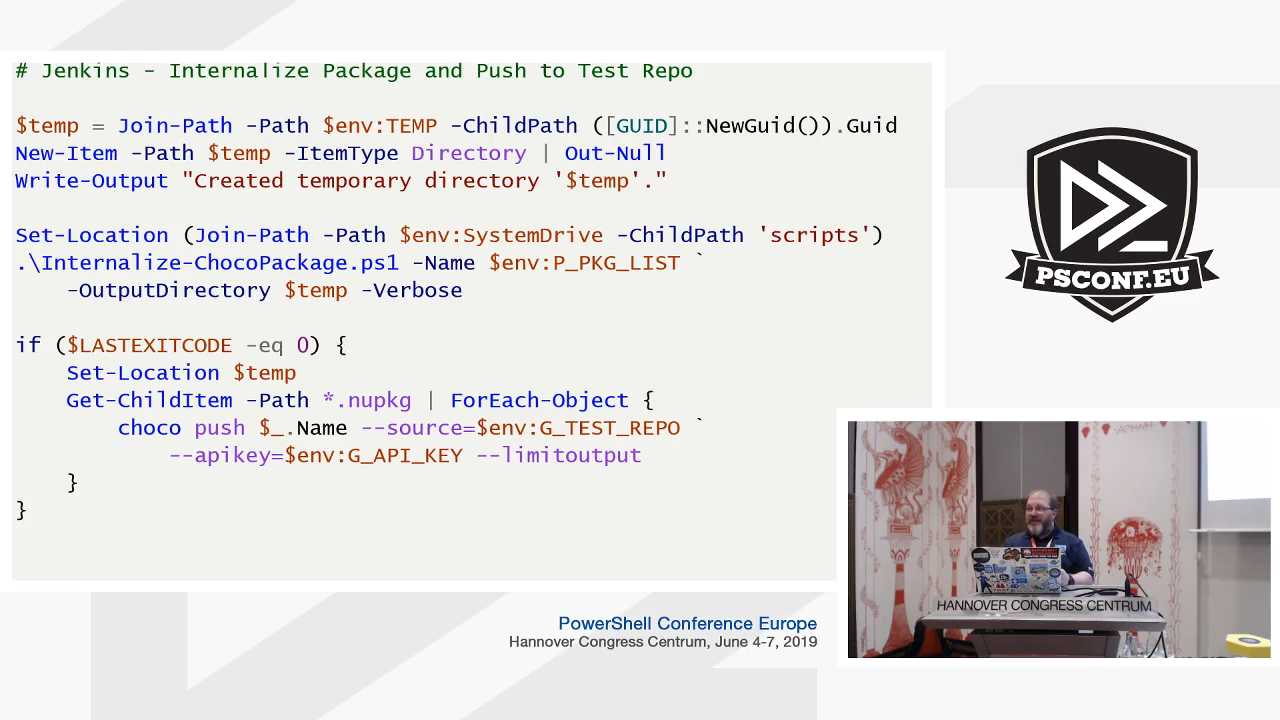 # Jenkins - Internalize Package and Push to Test Repo
$temp = Join-Path -Path $env:TEMP -ChildPath ([GUID]::NewGuid()).Guid
New-Item -Path $temp -ItemType Directory | Out-Null
Write-Output "Created temporary directory '$temp'."
Set-Location (Join-Path -Path $env:SystemDrive -ChildPath 'scripts')
.\Internalize-ChocoPackage.ps1 -Name $env:P_PKG_LIST `
    -OutputDirectory $temp -Verbose
if ($LASTEXITCODE -eq 0) {
    Set-Location $temp
    Get-ChildItem -Path *.nupkg | ForEach-Object {
        choco push $_.Name --source=$env:G_TEST_REPO `
            --apikey=$env:G_API_KEY --limitoutput
    }
}
PSCONF.EU
HANNOVER CONGRESS CENTRUM
PowerShell Conference Europe
Hannover Congress Centrum, June 4-7, 2019